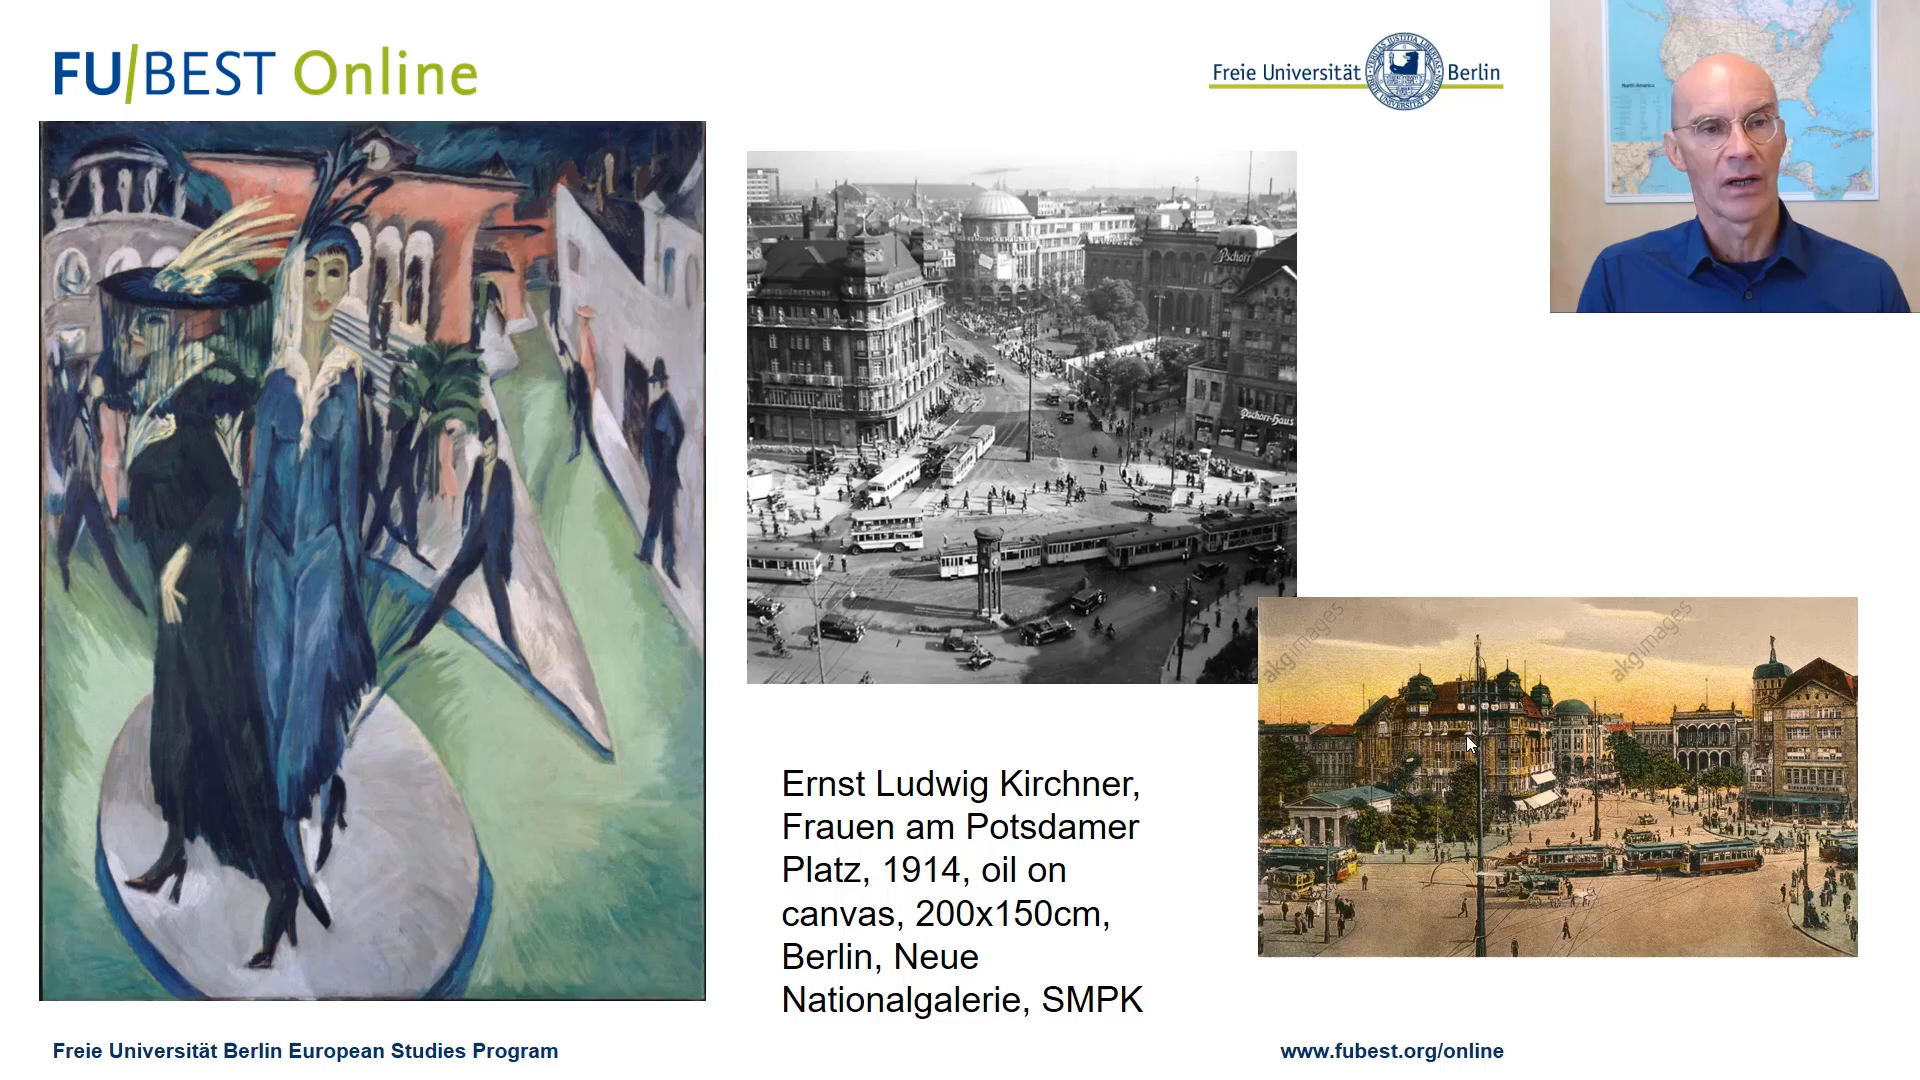 FU/BEST Online
Freie Universität Berlin
North America
Pschorr
Pschorr-Haus
akg images
akg images
Ernst Ludwig Kirchner,
Frauen am Potsdamer
Platz, 1914, oil on
canvas, 200x150cm,
Berlin, Neue
Nationalgalerie, SMPK
Freie Universität Berlin European Studies Program
www.fubest.org/online